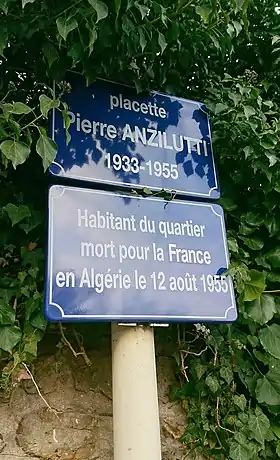 placette
Pierre ANZILUTTI
1933-1955
Habitant du quartier
mort pour la France
en Algérie le 12 août 1955